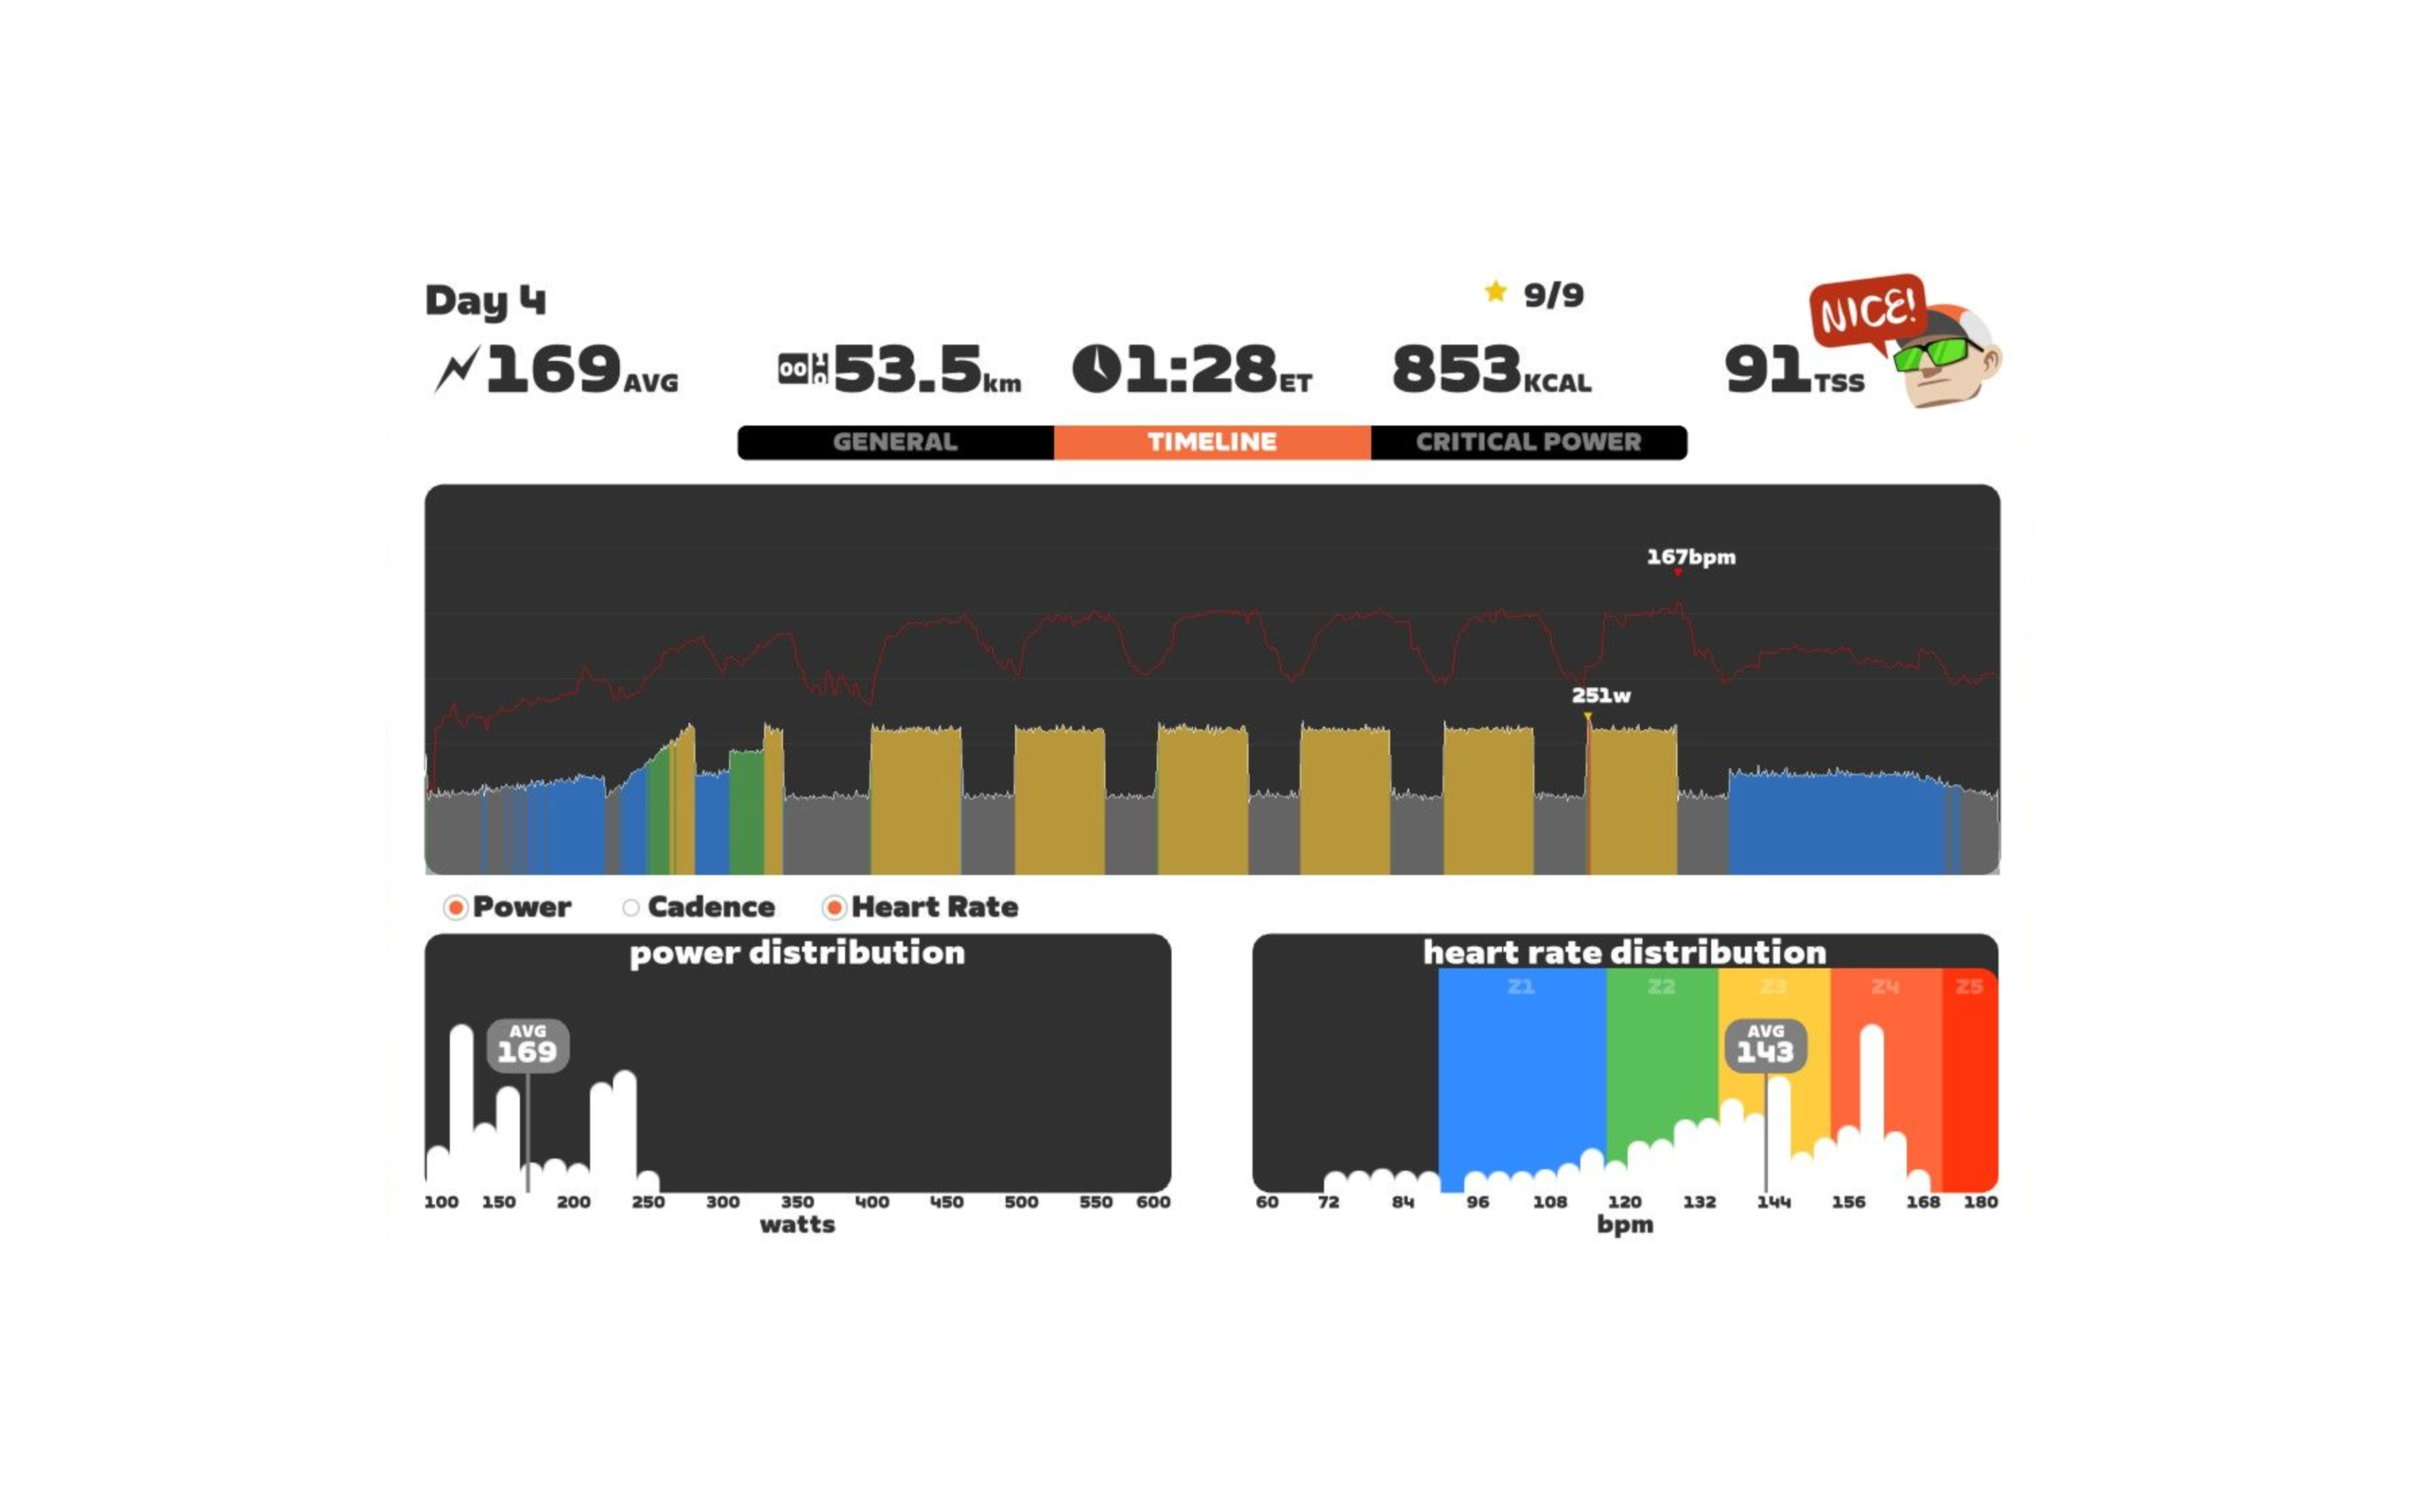 Day 4
9/9
NICE!
169AVG
53.5km
1:28ET
853KCAL
91TSS
GENERAL
TIMELINE
CRITICAL POWER
167bpm
251w
Power
Cadence
Heart Rate
power distribution
AVG
169
100 150 200 250 300 350 400 450 500 550 600
watts
heart rate distribution
Z1 Z2 Z3 Z4 Z5
AVG
143
60 72 84 96 108 120 132 144 156 168 180
bpm